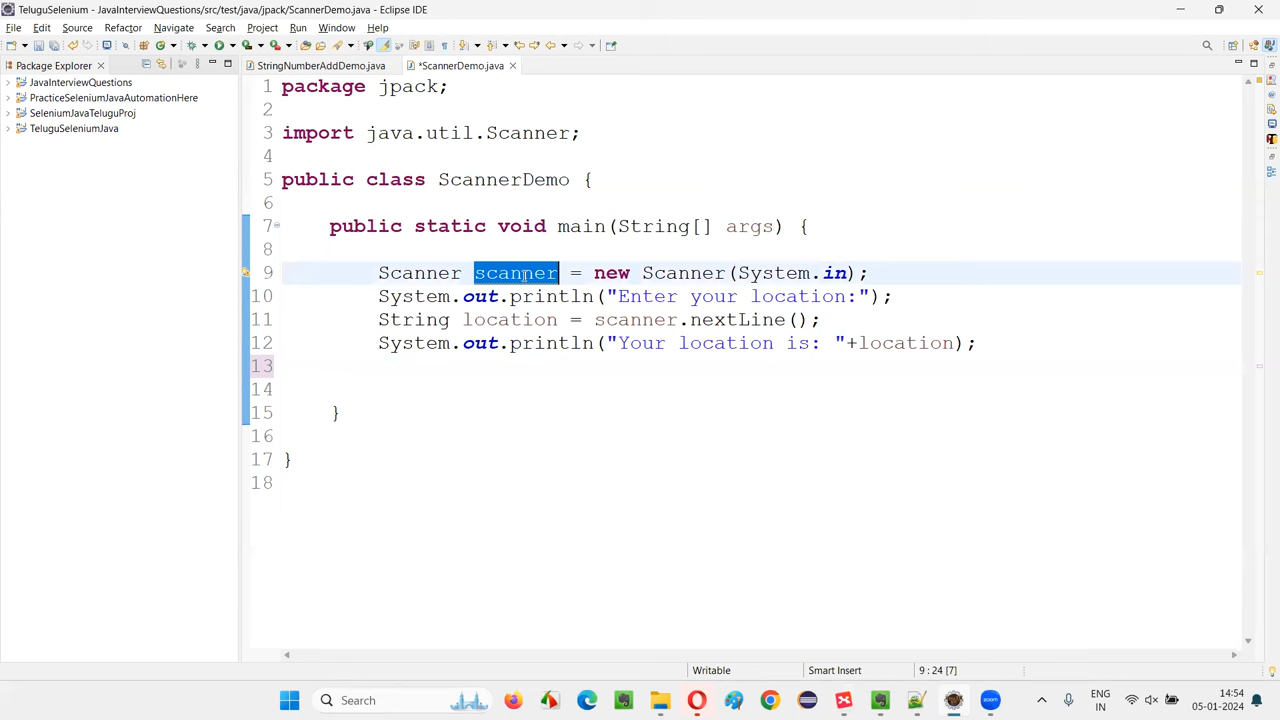 TeluguSelenium - JavaInterviewQuestions/src/test/java/jpack/ScannerDemo.java - Eclipse IDE
File Edit Source Refactor Navigate Search Project Run Window Help
Package Explorer
StringNumberAddDemo.java *ScannerDemo.java
JavaInterviewQuestions
PracticeSeleniumJavaAutomationHere
SeleniumJavaTeluguProj
TeluguSeleniumJava
1 package jpack;
2
3 import java.util.Scanner;
4
5 public class ScannerDemo {
6
7 public static void main(String[] args) {
8
9 Scanner scanner = new Scanner(System.in);
10 System.out.println("Enter your location:");
11 String location = scanner.nextLine();
12 System.out.println("Your location is: "+location);
13
14
15 }
16
17 }
18
Writable Smart Insert 9 : 24 [7]
Search
ENG
IN
14:54
05-01-2024